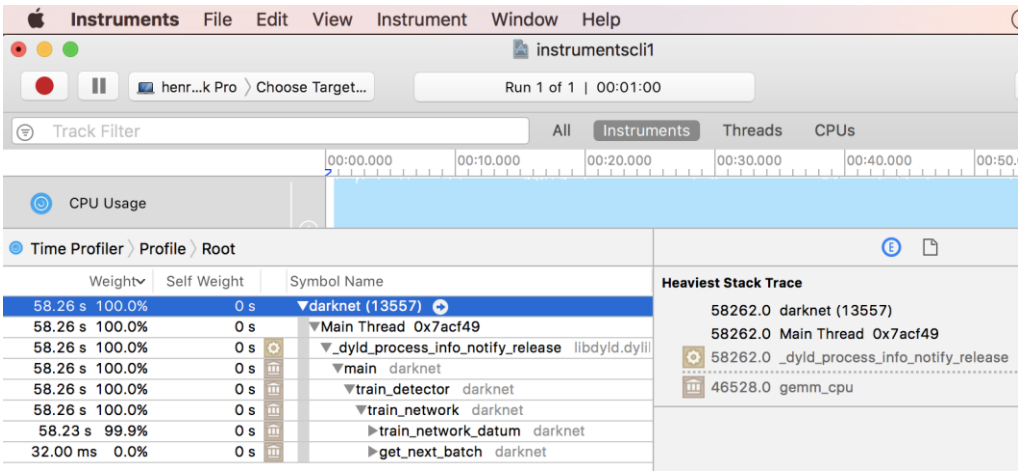 Instruments File Edit View Instrument Window Help
instrumentscli1
henr...k Pro 〉 Choose Target...
Run 1 of 1 | 00:01:00
Track Filter
All Instruments Threads CPUs
00:00.000 00:10.000 00:20.000 00:30.000 00:40.000 00:50.
CPU Usage
Time Profiler 〉 Profile 〉 Root
Weight Self Weight Symbol Name
58.26 s 100.0% 0 s darknet (13557)
58.26 s 100.0% 0 s Main Thread 0x7acf49
58.26 s 100.0% 0 s _dyld_process_info_notify_release libdyld.dylil
58.26 s 100.0% 0 s main darknet
58.26 s 100.0% 0 s train_detector darknet
58.26 s 100.0% 0 s train_network darknet
58.23 s 99.9% 0 s train_network_datum darknet
32.00 ms 0.0% 0 s get_next_batch darknet
E
Heaviest Stack Trace
58262.0 darknet (13557)
58262.0 Main Thread 0x7acf49
58262.0 _dyld_process_info_notify_release
46528.0 gemm_cpu